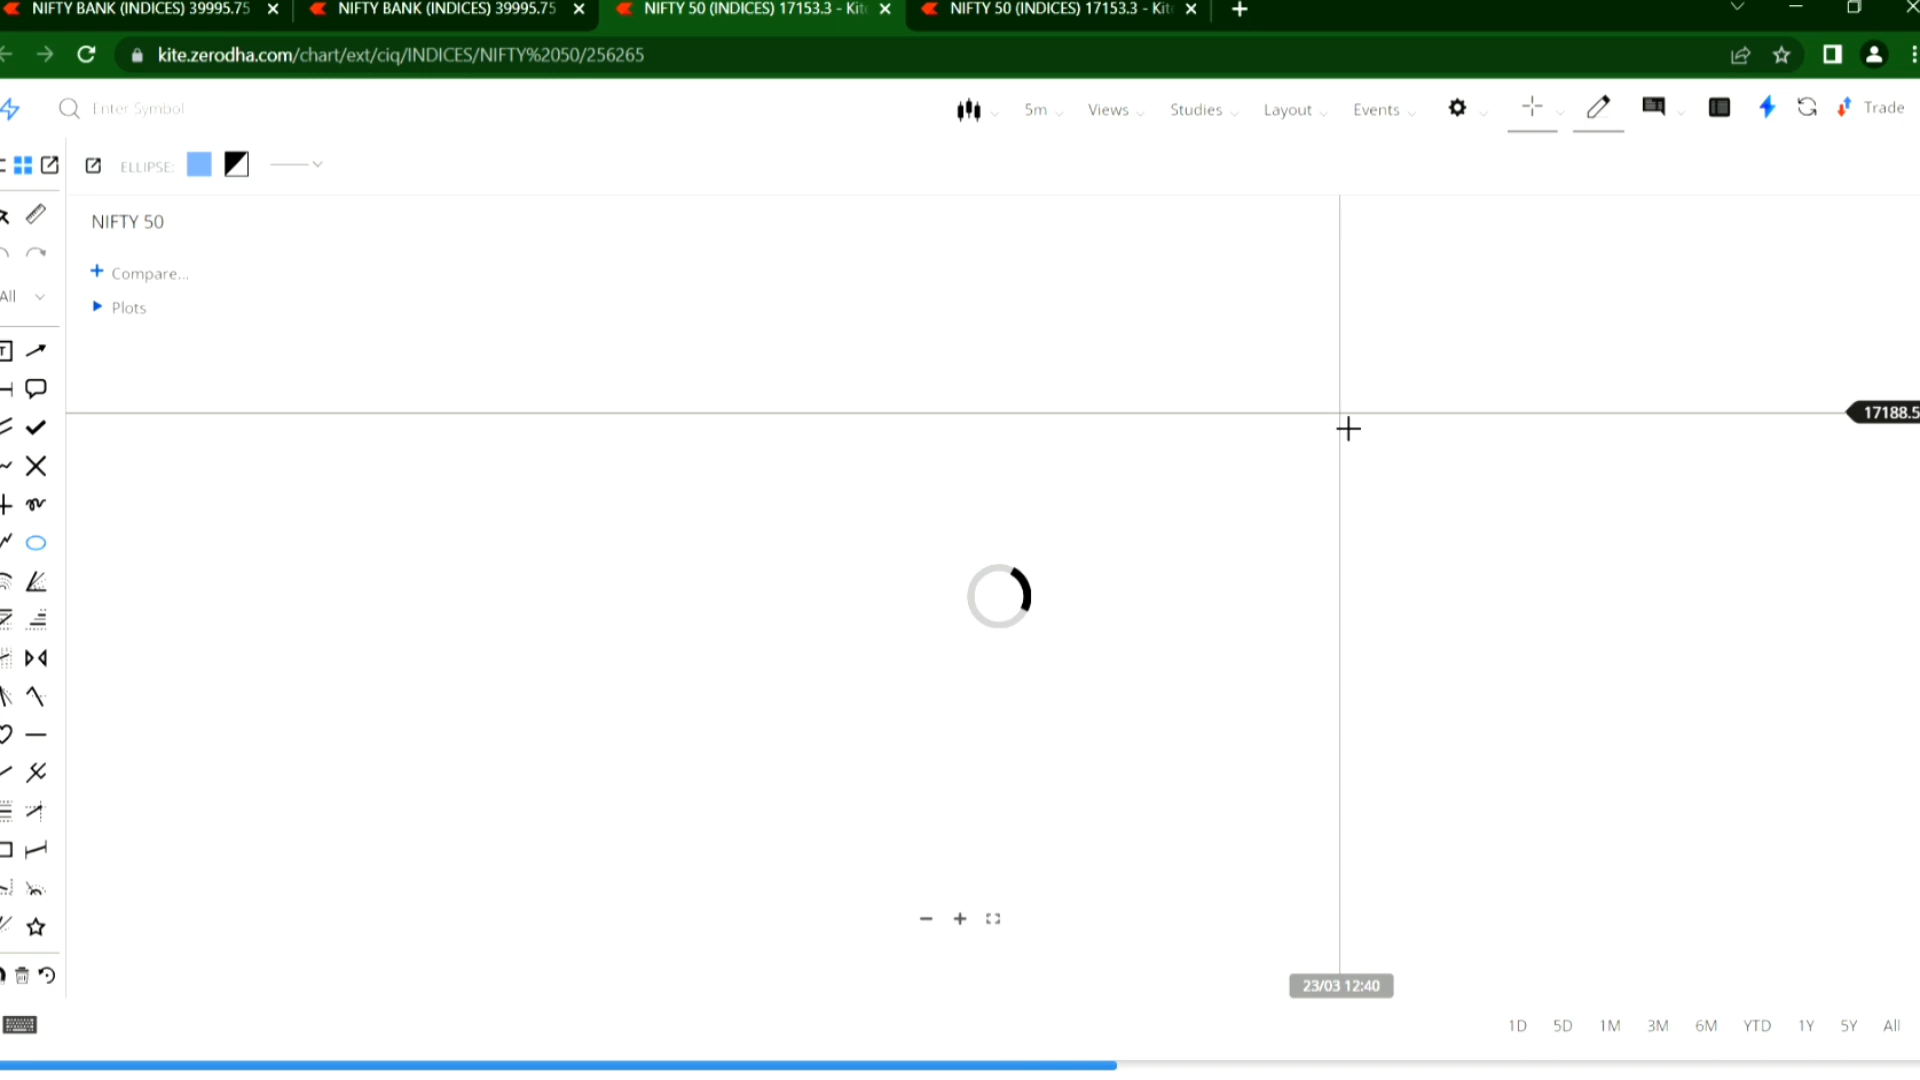 NIFTY BANK (INDICES) 39995.75
NIFTY BANK (INDICES) 39995.75
NIFTY 50 (INDICES) 17153.3 - Kit
NIFTY 50 (INDICES) 17153.3 - Kit
kite.zerodha.com/chart/ext/ciq/INDICES/NIFTY%2050/256265
Enter Symbol
5m
Views
Studies
Layout
Events
Trade
ELLIPSE:
NIFTY 50
+ Compare...
Plots
All
17188.5
23/03 12:40
1D 5D 1M 3M 6M YTD 1Y 5Y All